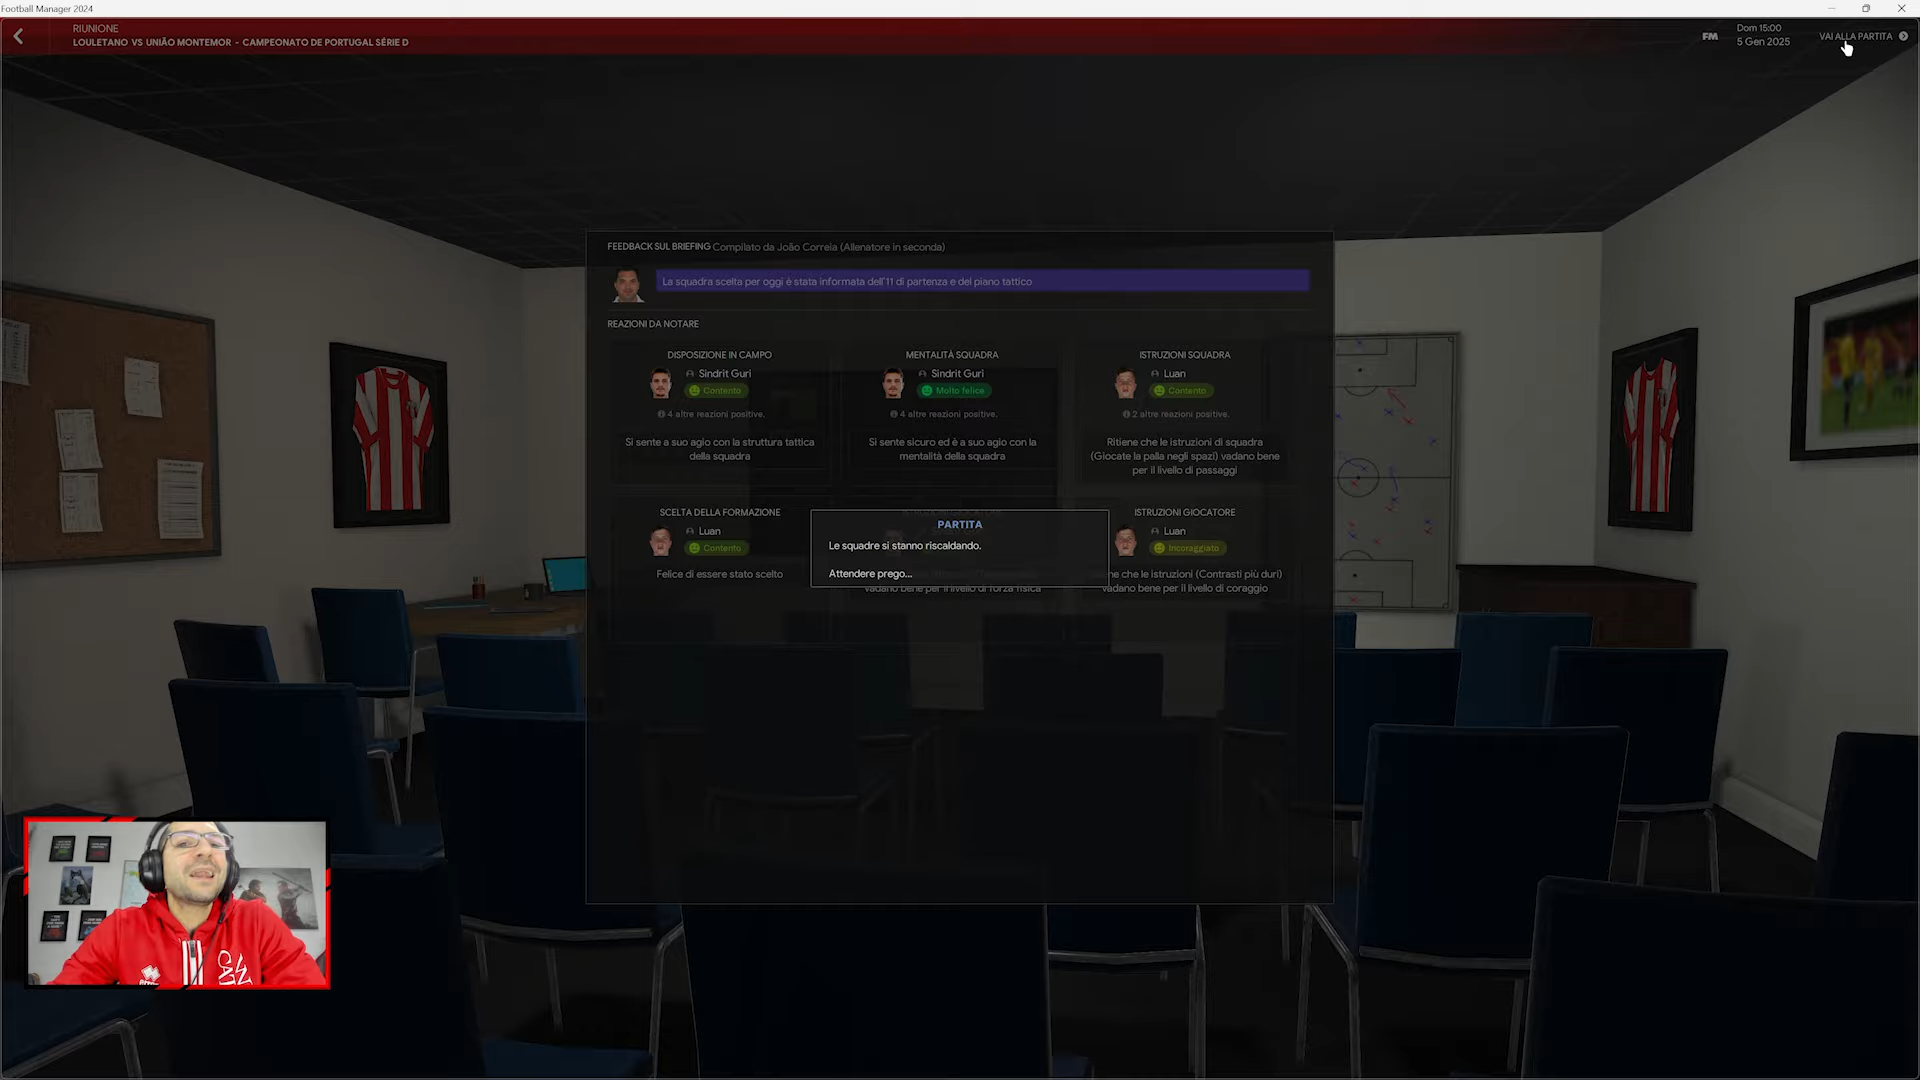 Football Manager 2024
RIUNIONE
LOULETANO VS UNIÃO MONTEMOR - CAMPEONATO DE PORTUGAL SÉRIE D
FM
Dom 15:00
5 Gen 2025
VAI ALLA PARTITA
FEEDBACK SUL BRIEFING Compilato da João Correia (Allenatore in seconda)
La squadra scelta per oggi è stata informata dell'11 di partenza e del piano tattico
REAZIONI DA NOTARE
DISPOSIZIONE IN CAMPO
Sindrit Guri
Contento
4 altre reazioni positive.
Si sente a suo agio con la struttura tattica
della squadra
MENTALITÀ SQUADRA
Sindrit Guri
Molto felice
4 altre reazioni positive.
Si sente sicuro ed è a suo agio con la
mentalità della squadra
ISTRUZIONI SQUADRA
Luan
Contento
2 altre reazioni positive.
Ritiene che le istruzioni di squadra
(Giocate la palla negli spazi) vadano bene
per il livello di passaggi
SCELTA DELLA FORMAZIONE
Luan
Contento
Felice di essere stato scelto
ISTRUZIONI GIOCATORE
PARTITA
Le squadre si stanno riscaldando.
Attendere prego...
vadano bene per il livello di forza fisica
ISTRUZIONI GIOCATORE
Luan
Incoraggiato
che le istruzioni (Contrasti più duri)
vadano bene per il livello di coraggio